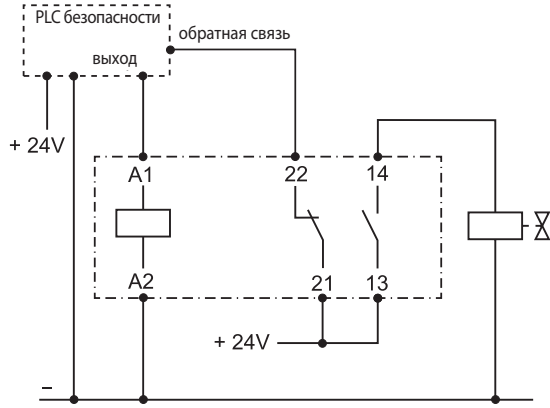 PLC безопасности
обратная связь
выход
+ 24V
A1
22
14
A2
21
13
+ 24V
–